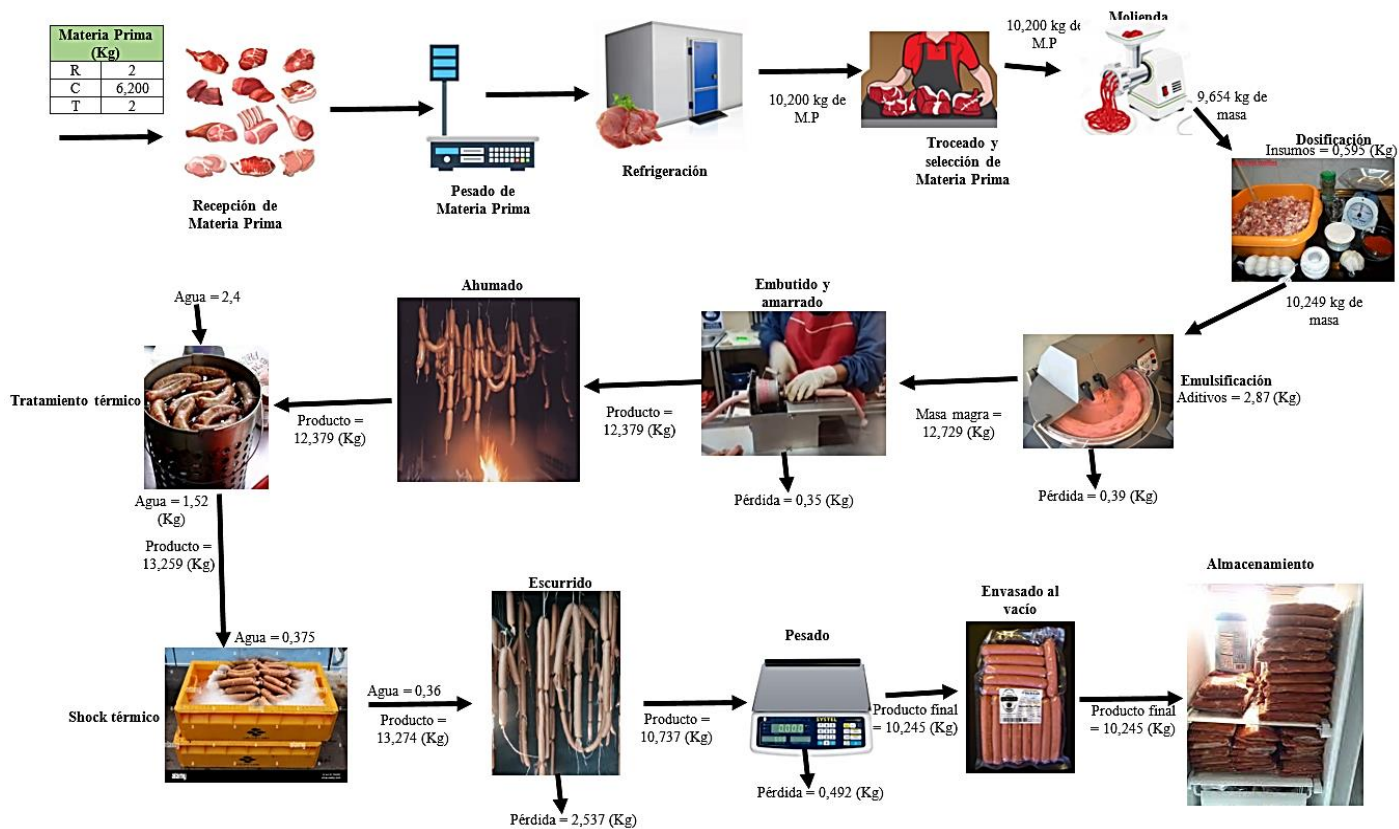 Materia Prima
(Kg)
R 2
C 6,200
T 2
Recepción de
Materia Prima
Pesado de
Materia Prima
Refrigeración
10,200 kg de
M.P
Troceado y
selección de
Materia Prima
10,200 kg de
M.P
Molienda
9,654 kg de
masa
Dosificación
Insumos = 0,595 (Kg)
10,249 kg de
masa
Emulsificación
Aditivos = 2,87 (Kg)
Pérdida = 0,39 (Kg)
Masa magra =
12,729 (Kg)
Embutido y
amarrado
Pérdida = 0,35 (Kg)
Producto =
12,379 (Kg)
Ahumado
Producto =
12,379 (Kg)
Agua = 2,4
Tratamiento térmico
Agua = 1,52
(Kg)
Producto =
13,259 (Kg)
Agua = 0,375
Shock térmico
alamy
Agua = 0,36
Producto =
13,274 (Kg)
Escurrido
Pérdida = 2,537 (Kg)
Producto =
10,737 (Kg)
Pesado
SYSTEL
0.000
Pérdida = 0,492 (Kg)
Producto final
= 10,245 (Kg)
Envasado al
vacío
Producto final
= 10,245 (Kg)
Almacenamiento